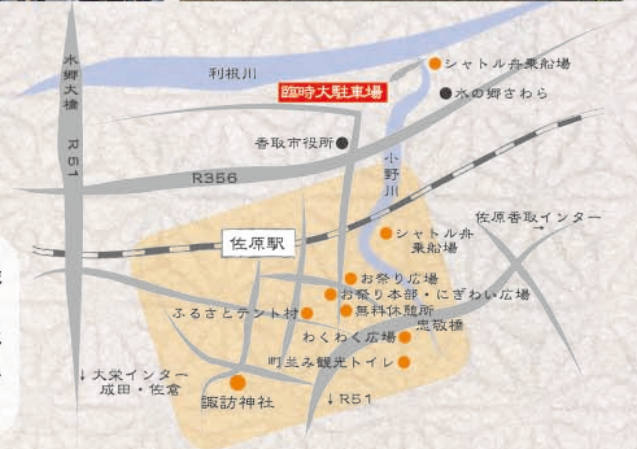 水郷大橋
R51
利根川
シャトル舟乗船場
臨時大駐車場
水の郷さわら
香取市役所
小野川
R356
佐原香取インター
→
佐原駅
シャトル舟
乗船場
お祭り広場
お祭り本部・にぎわい広場
ふるさとテント村
無料休憩所
忠敬橋
わくわく広場
町並み観光トイレ
↓大栄インター
成田・佐倉
諏訪神社
↓R51